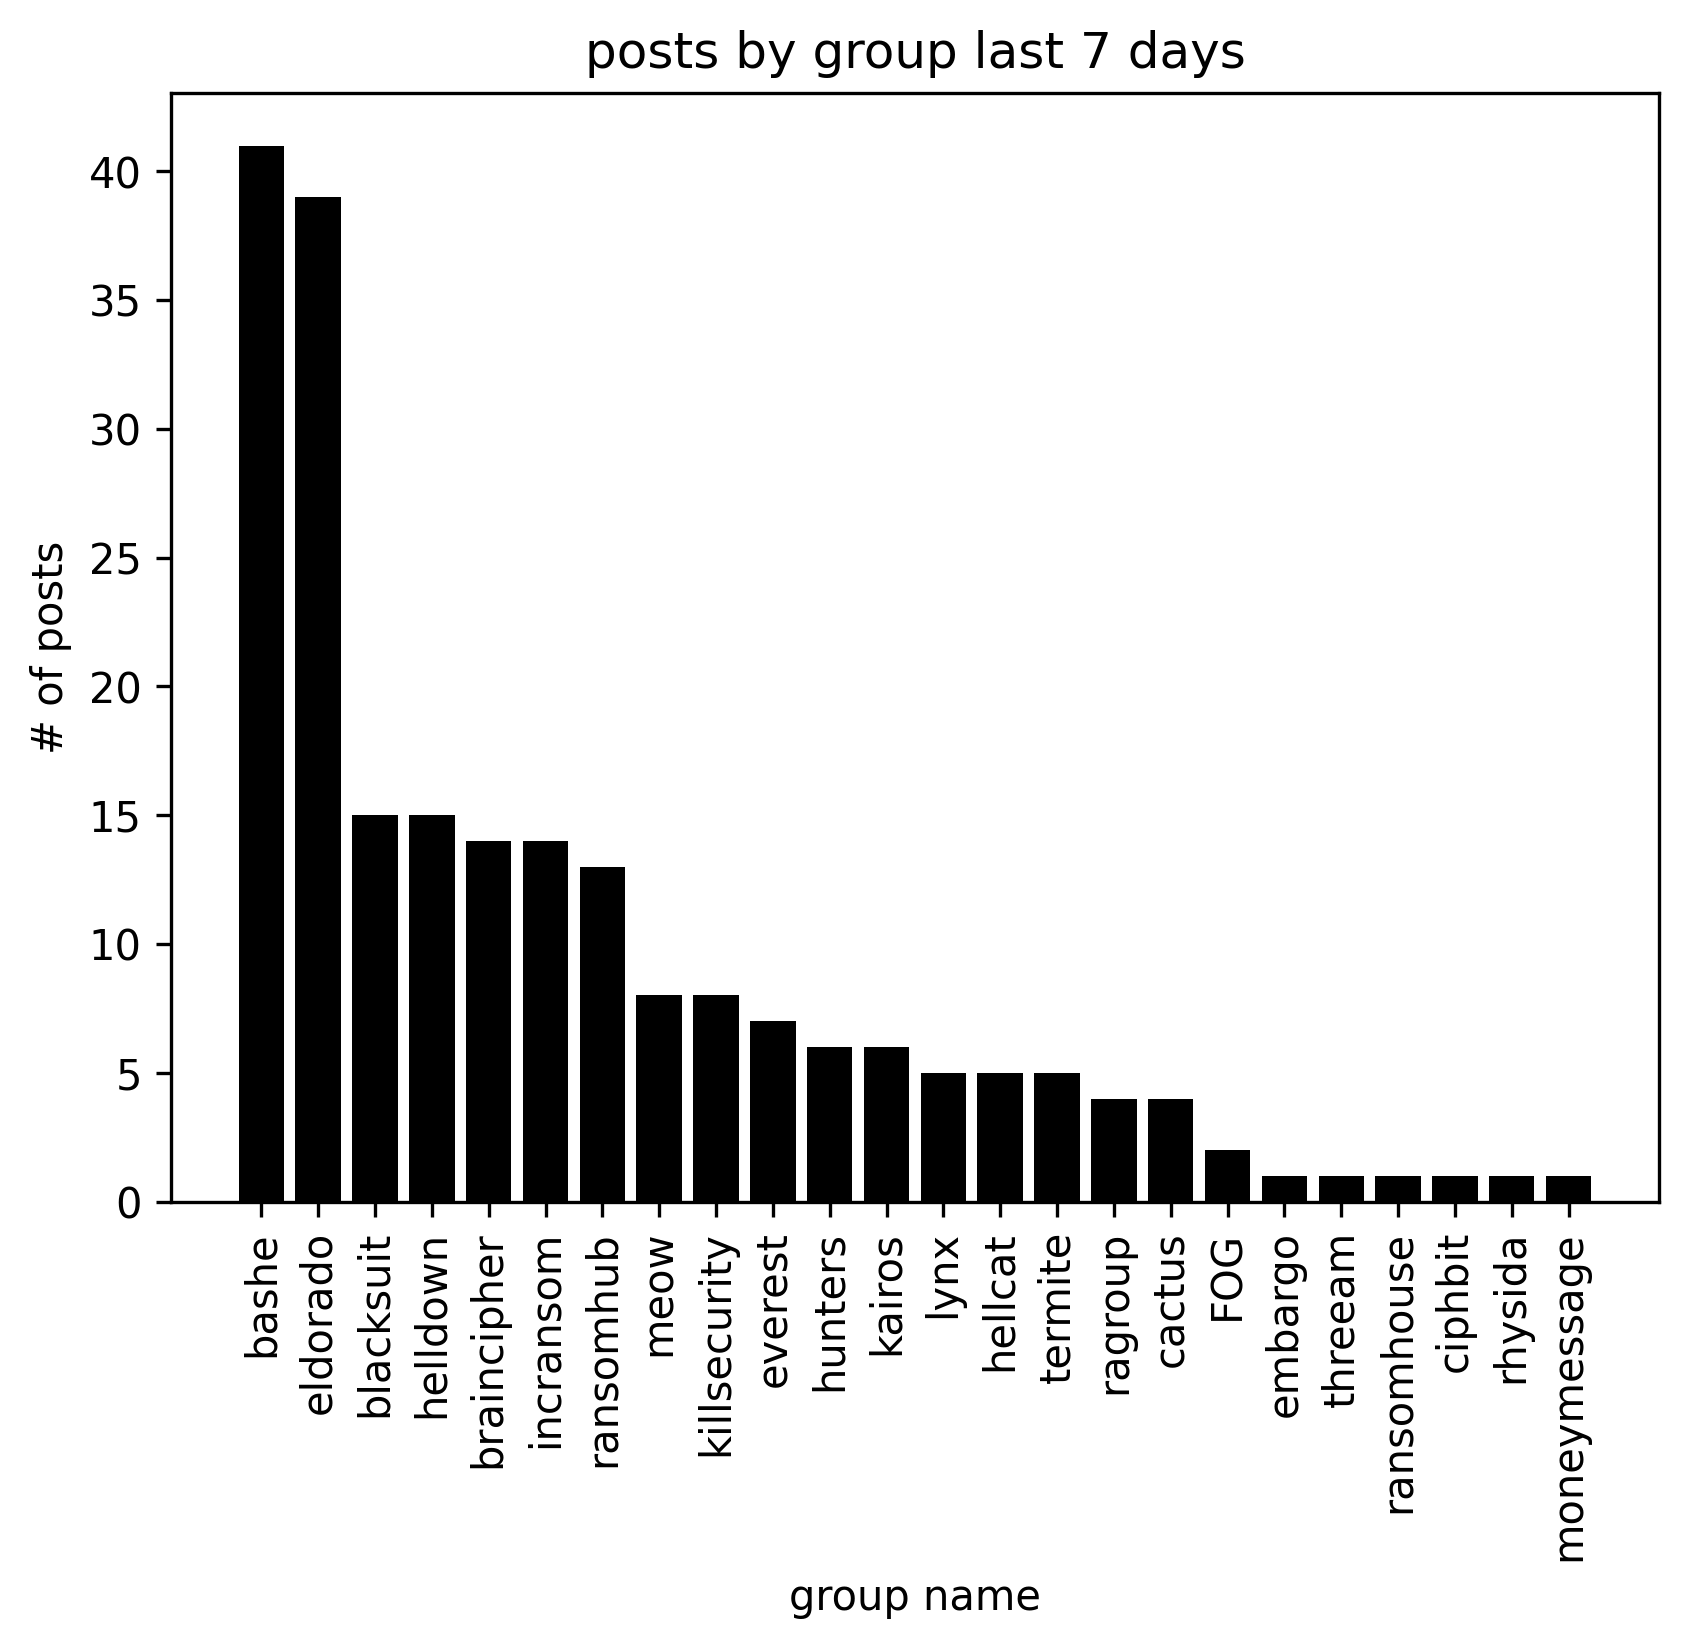 posts by group last 7 days
# of posts
40
35
30
25
20
15
10
5
0
bashe
eldorado
blacksuit
helldown
braincipher
incransom
ransomhub
meow
killsecurity
everest
hunters
kairos
lynx
hellcat
termite
ragroup
cactus
FOG
embargo
threeam
ransomhouse
ciphbit
rhysida
moneymessage
group name